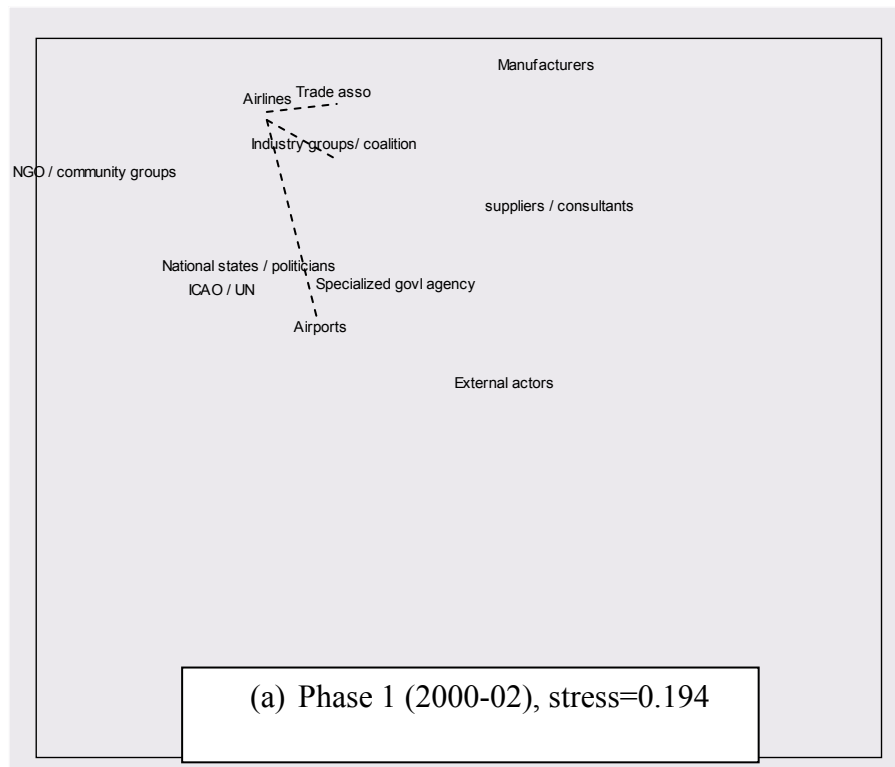 Manufacturers
Trade asso
Airlines
Industry groups/ coalition
NGO / community groups
suppliers / consultants
National states / politicians
Specialized govl agency
ICAO / UN
Airports
External actors
(a) Phase 1 (2000-02), stress=0.194